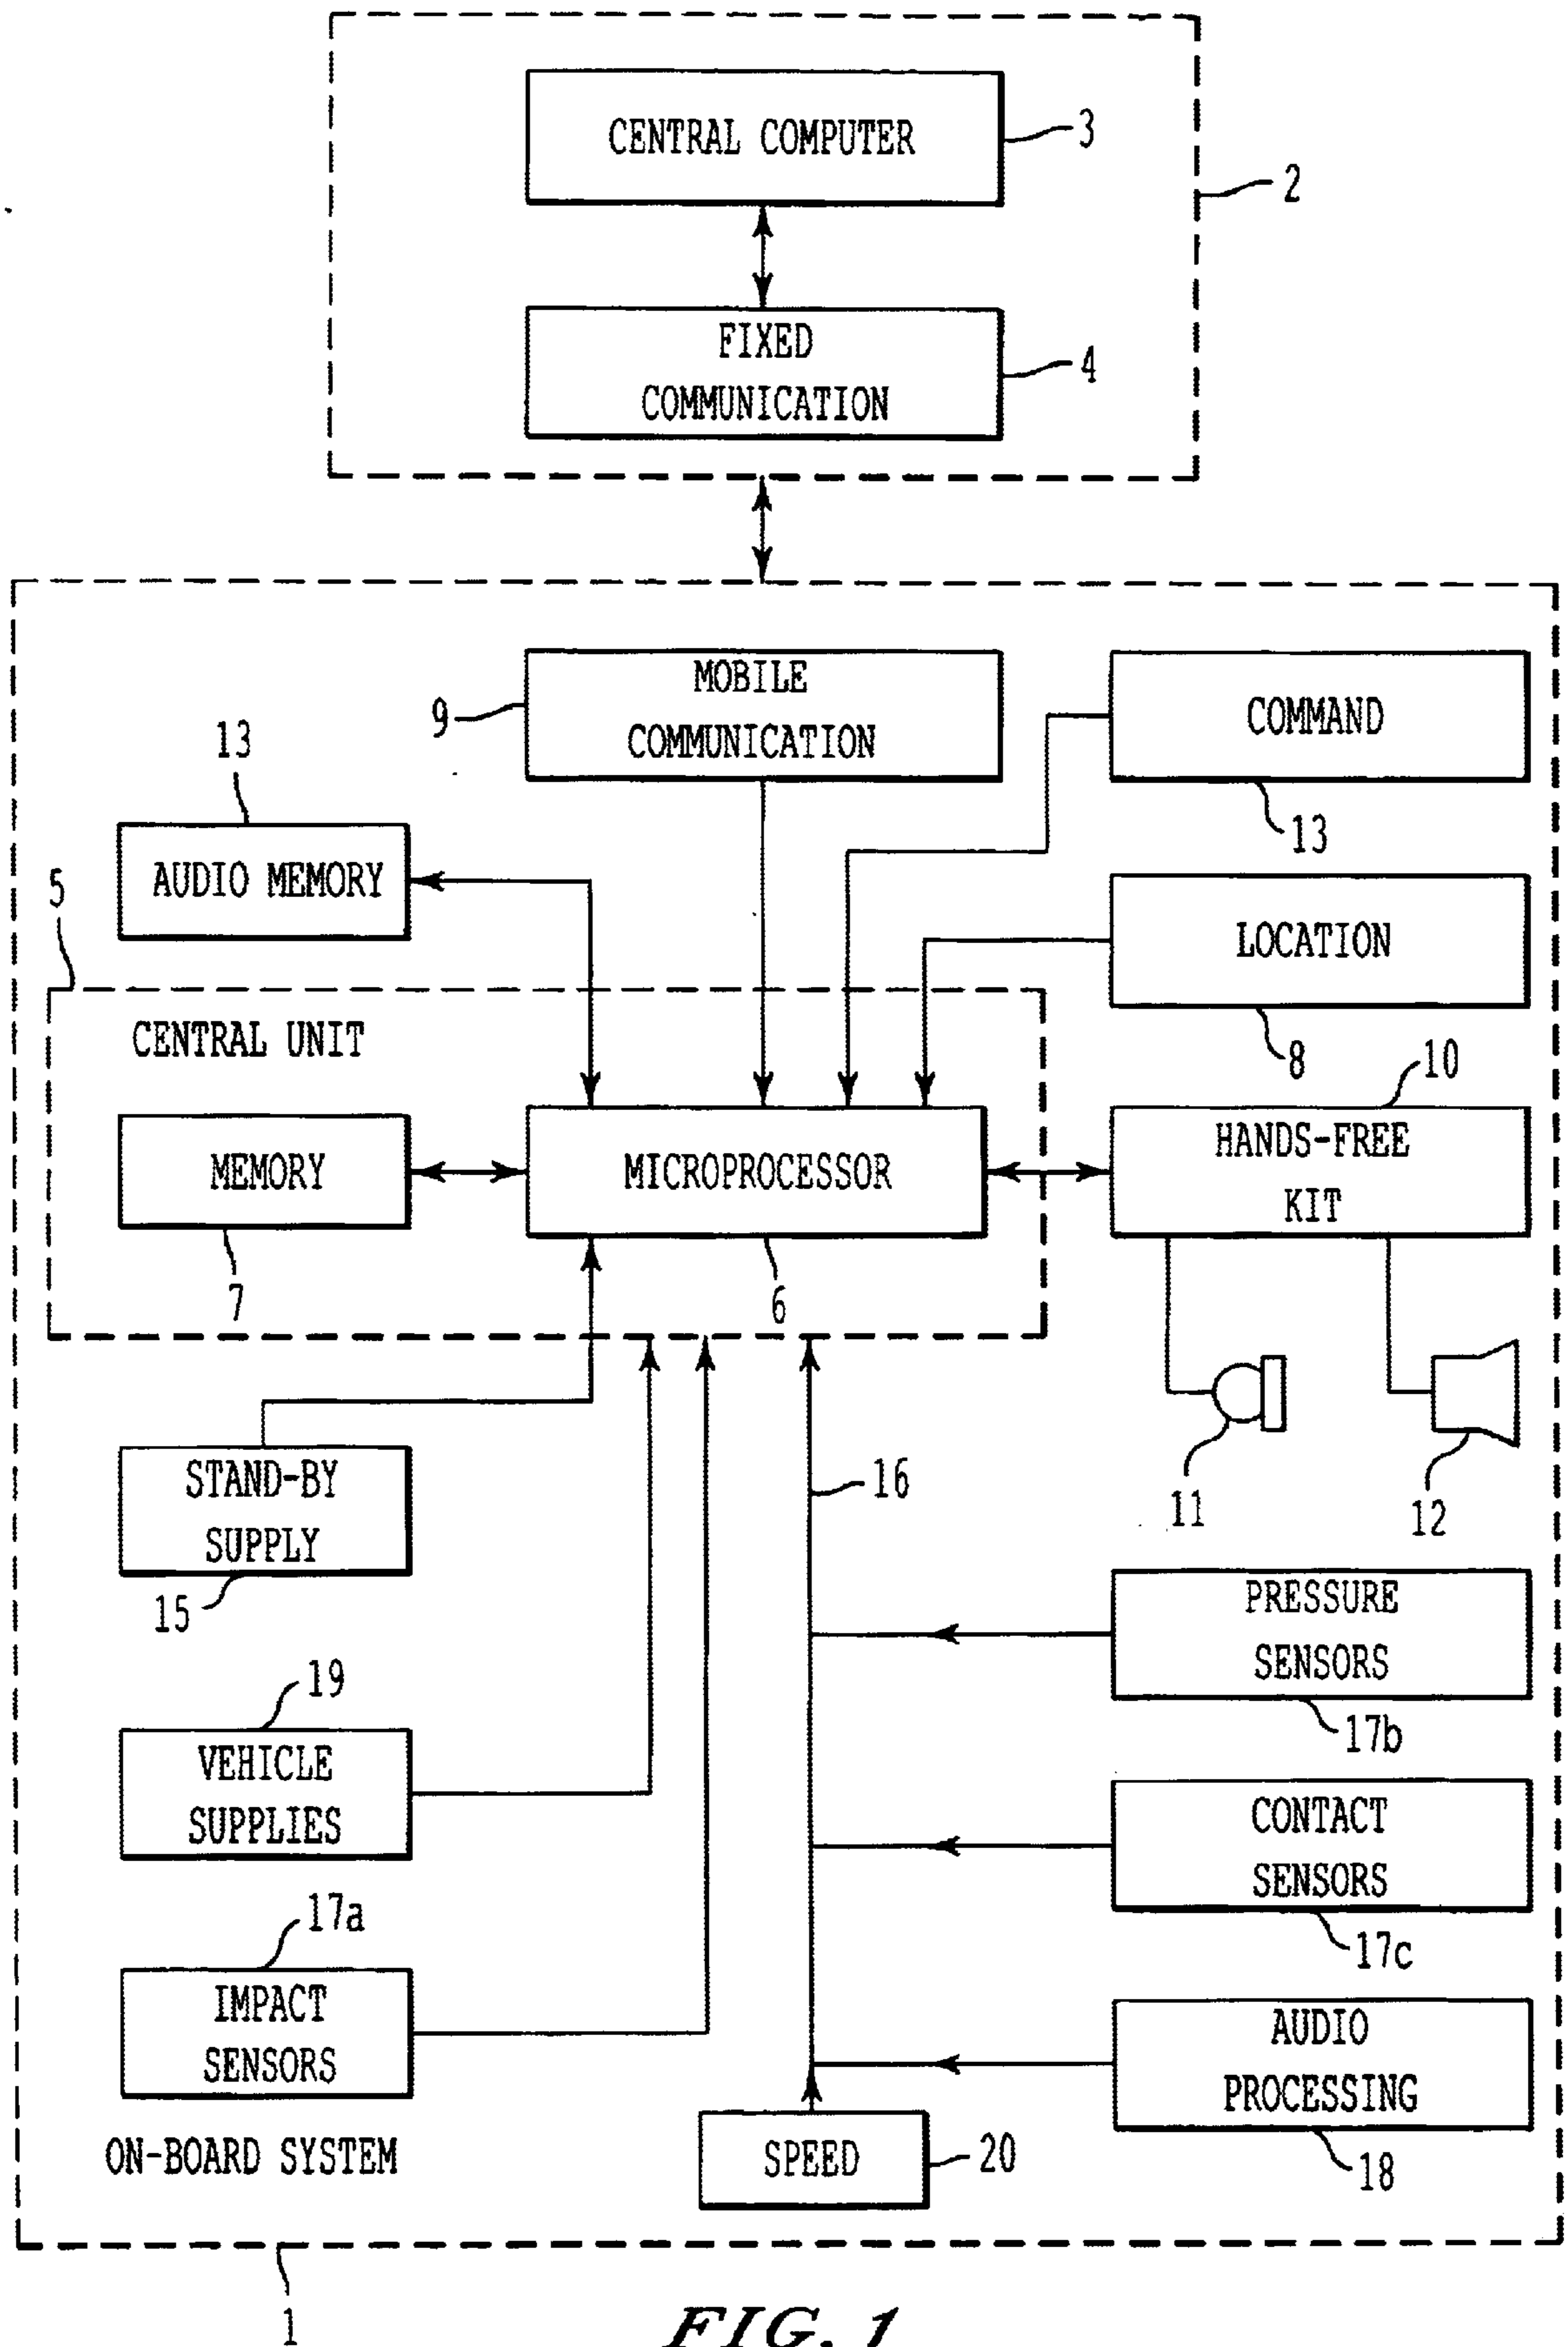 CENTRAL COMPUTER
3
2
FIXED
COMMUNICATION
4
MOBILE
COMMUNICATION
9
COMMAND
13
13
AUDIO MEMORY
LOCATION
8
5
CENTRAL UNIT
MEMORY
7
MICROPROCESSOR
6
10
HANDS-FREE
KIT
11
12
STAND-BY
SUPPLY
15
16
PRESSURE
SENSORS
17b
19
VEHICLE
SUPPLIES
CONTACT
SENSORS
17c
17a
IMPACT
SENSORS
AUDIO
PROCESSING
18
SPEED
20
ON-BOARD SYSTEM
1
FIG. 1